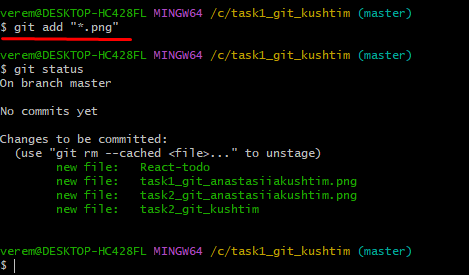 verem@DESKTOP-HC428FL MINGW64 /c/task1_git_kushtim (master)
$ git add "*.png"
verem@DESKTOP-HC428FL MINGW64 /c/task1_git_kushtim (master)
$ git status
On branch master
No commits yet
Changes to be committed:
  (use "git rm --cached <file>..." to unstage)
        new file:   React-todo
        new file:   task1_git_anastasiiakushtim.png
        new file:   task2_git_anastasiiakushtim.png
        new file:   task2_git_kushtim
verem@DESKTOP-HC428FL MINGW64 /c/task1_git_kushtim (master)
$